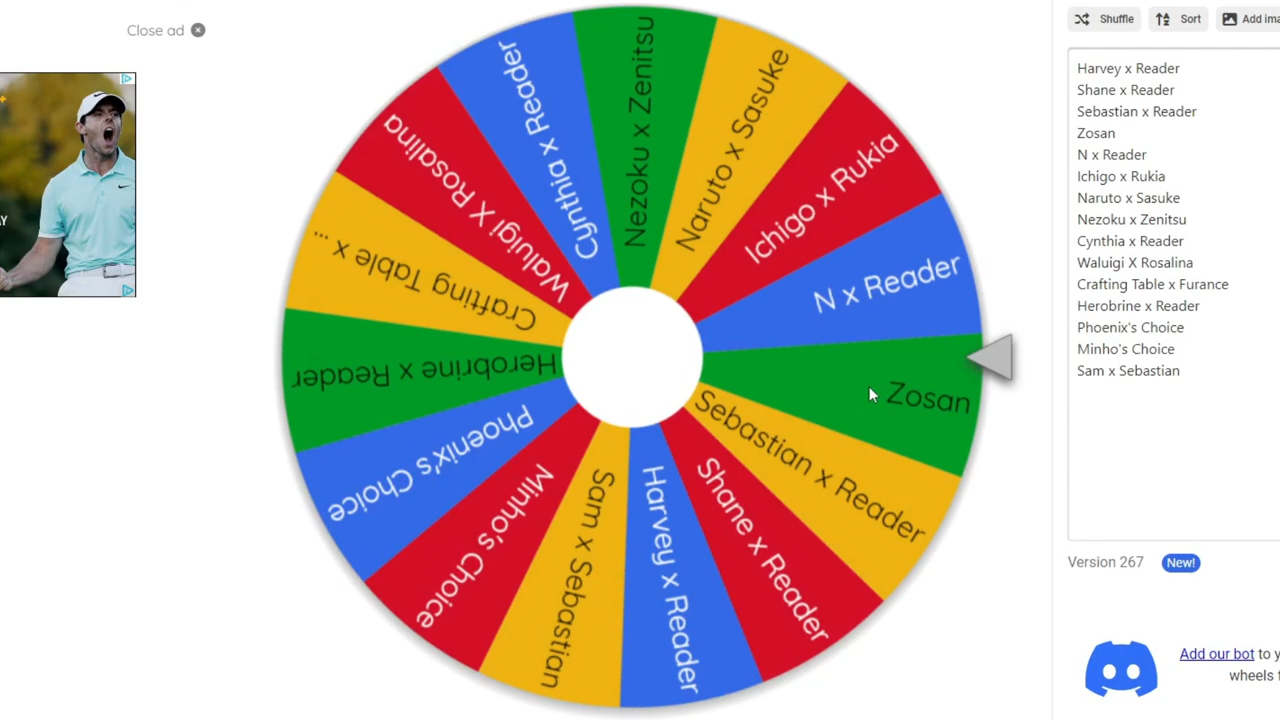 Close ad
AY
Nezoku x Zenitsu
Naruto x Sasuke
Ichigo x Rukia
N x Reader
Zosan
Sebastian x Reader
Shane x Reader
Harvey x Reader
Sam x Sebastian
Minho's Choice
Phoenix's Choice
Herobrine x Reader
Crafting Table x ...
Waluigi X Rosalina
Cynthia x Reader
Shuffle
Sort
Add ima
Harvey x Reader
Shane x Reader
Sebastian x Reader
Zosan
N x Reader
Ichigo x Rukia
Naruto x Sasuke
Nezoku x Zenitsu
Cynthia x Reader
Waluigi X Rosalina
Crafting Table x Furance
Herobrine x Reader
Phoenix's Choice
Minho's Choice
Sam x Sebastian
Version 267 New!
Add our bot to y
wheels f